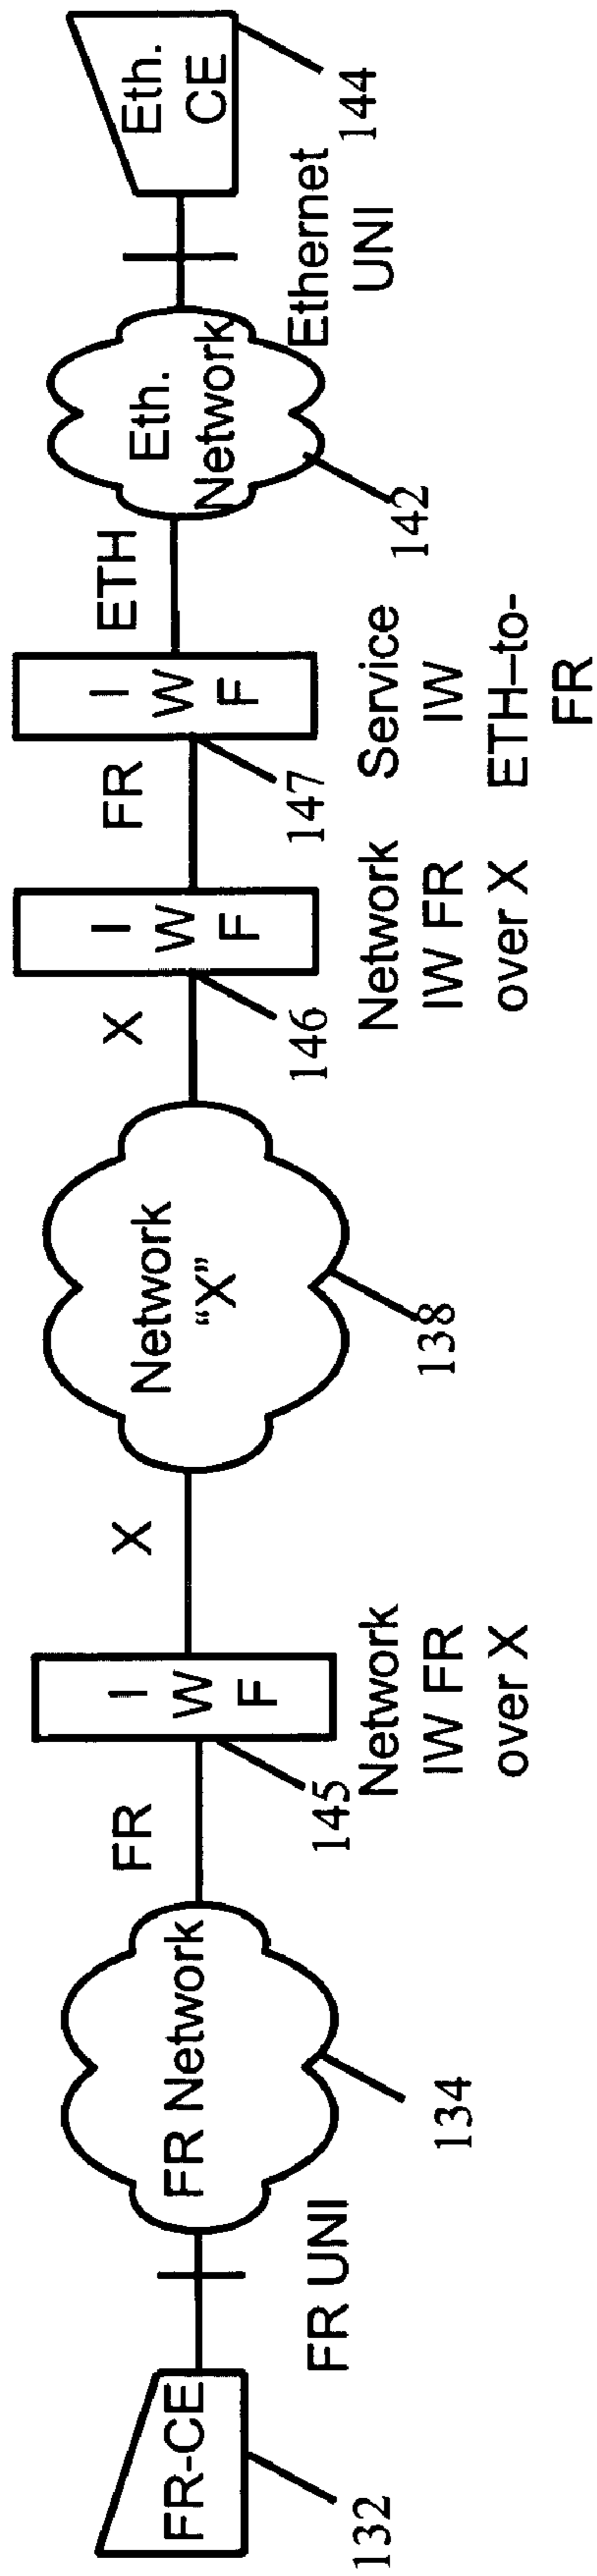 FR-CE
132
FR UNI
FR Network
134
FR
I
W
F
145
Network
IW FR
over X
X
Network
“X”
138
X
I
W
F
146
Network
IW FR
over X
FR
I
W
F
147
Service
IW
ETH–to-
FR
ETH
Eth.
Network
142
Ethernet
UNI
Eth.
CE
144